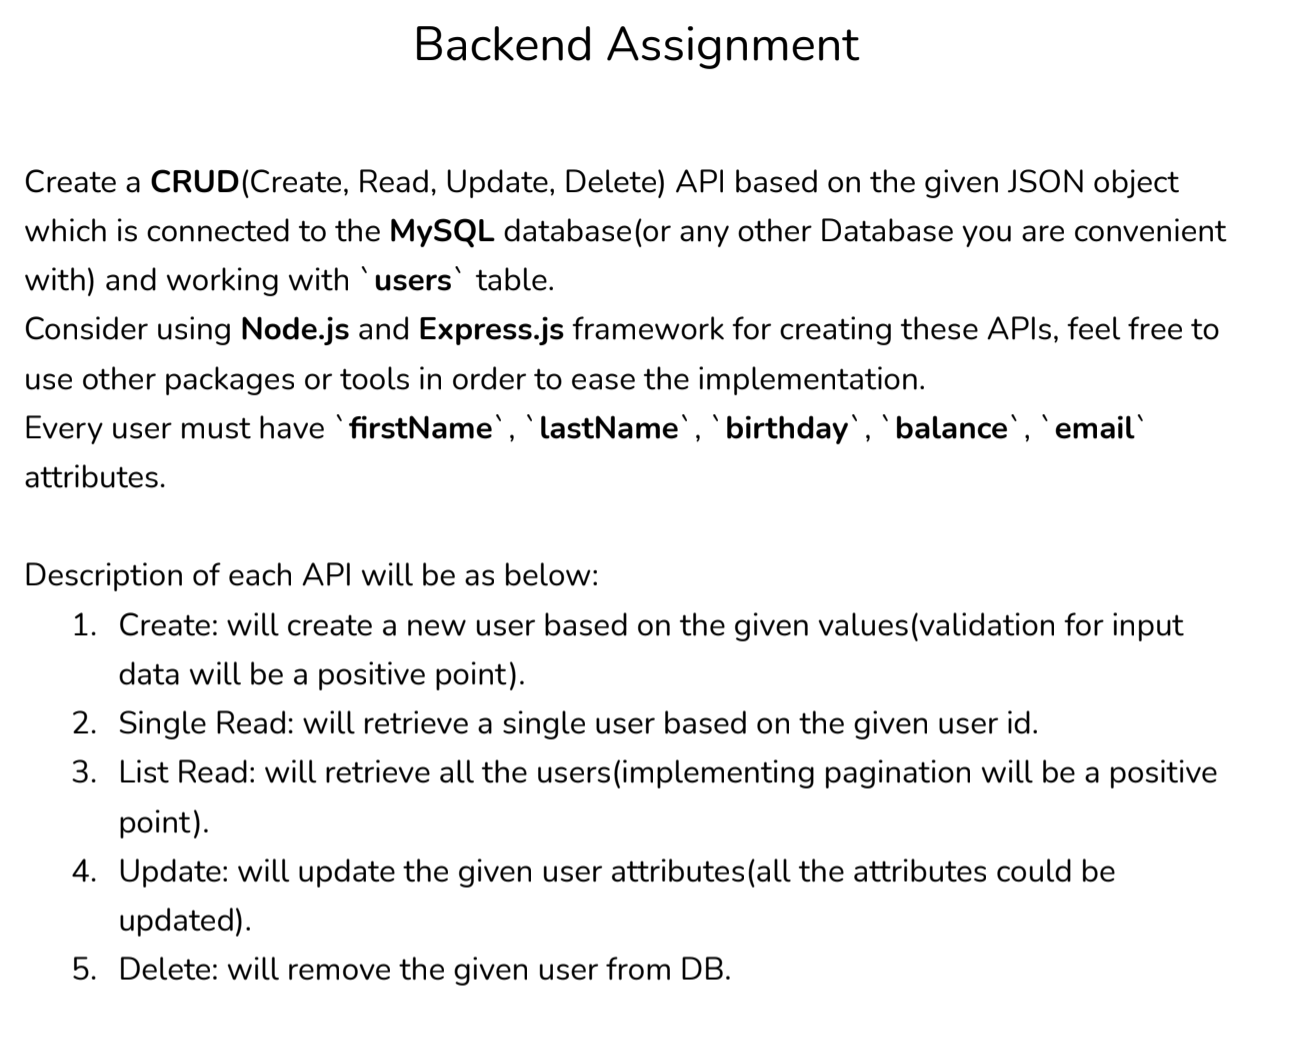 Backend Assignment
Create a CRUD(Create, Read, Update, Delete) API based on the given JSON object
which is connected to the MySQL database(or any other Database you are convenient
with) and working with `users` table.
Consider using Node.js and Express.js framework for creating these APIs, feel free to
use other packages or tools in order to ease the implementation.
Every user must have `firstName`, `lastName`, `birthday`, `balance`, `email`
attributes.
Description of each API will be as below:
1. Create: will create a new user based on the given values(validation for input
data will be a positive point).
2. Single Read: will retrieve a single user based on the given user id.
3. List Read: will retrieve all the users(implementing pagination will be a positive
point).
4. Update: will update the given user attributes(all the attributes could be
updated).
5. Delete: will remove the given user from DB.